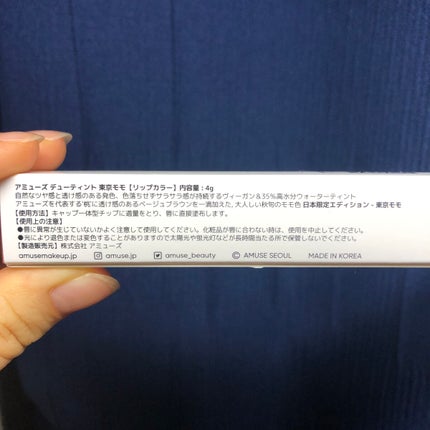 アミューズ デューティント 東京モモ【リップカラー】内容量：4g
自然なツヤ感と透け感のある発色、色落ちせずサラサラ感が持続するヴィーガン＆35%高水分ウォーターティント
アミューズを代表する'桃'に透け感のあるベージュブラウンを一滴加えた、大人しい秋旬のモモ色 日本限定エディション - 東京モモ
【使用方法】キャップ一体型チップに適量をとり、唇に直接塗布します。
【使用上の注意】
●唇に異常が生じていないかよく注意して使用してください。化粧品が唇に合わない時は、使用を中止してください。
●光により退色または変色することがありますので太陽光や蛍光灯などが長時間当たる所で保管しないでください。
【製造販売元】株式会社 アミューズ
amusemakeup.jp amuse.jp amuse_beauty © AMUSE SEOUL MADE IN KOREA